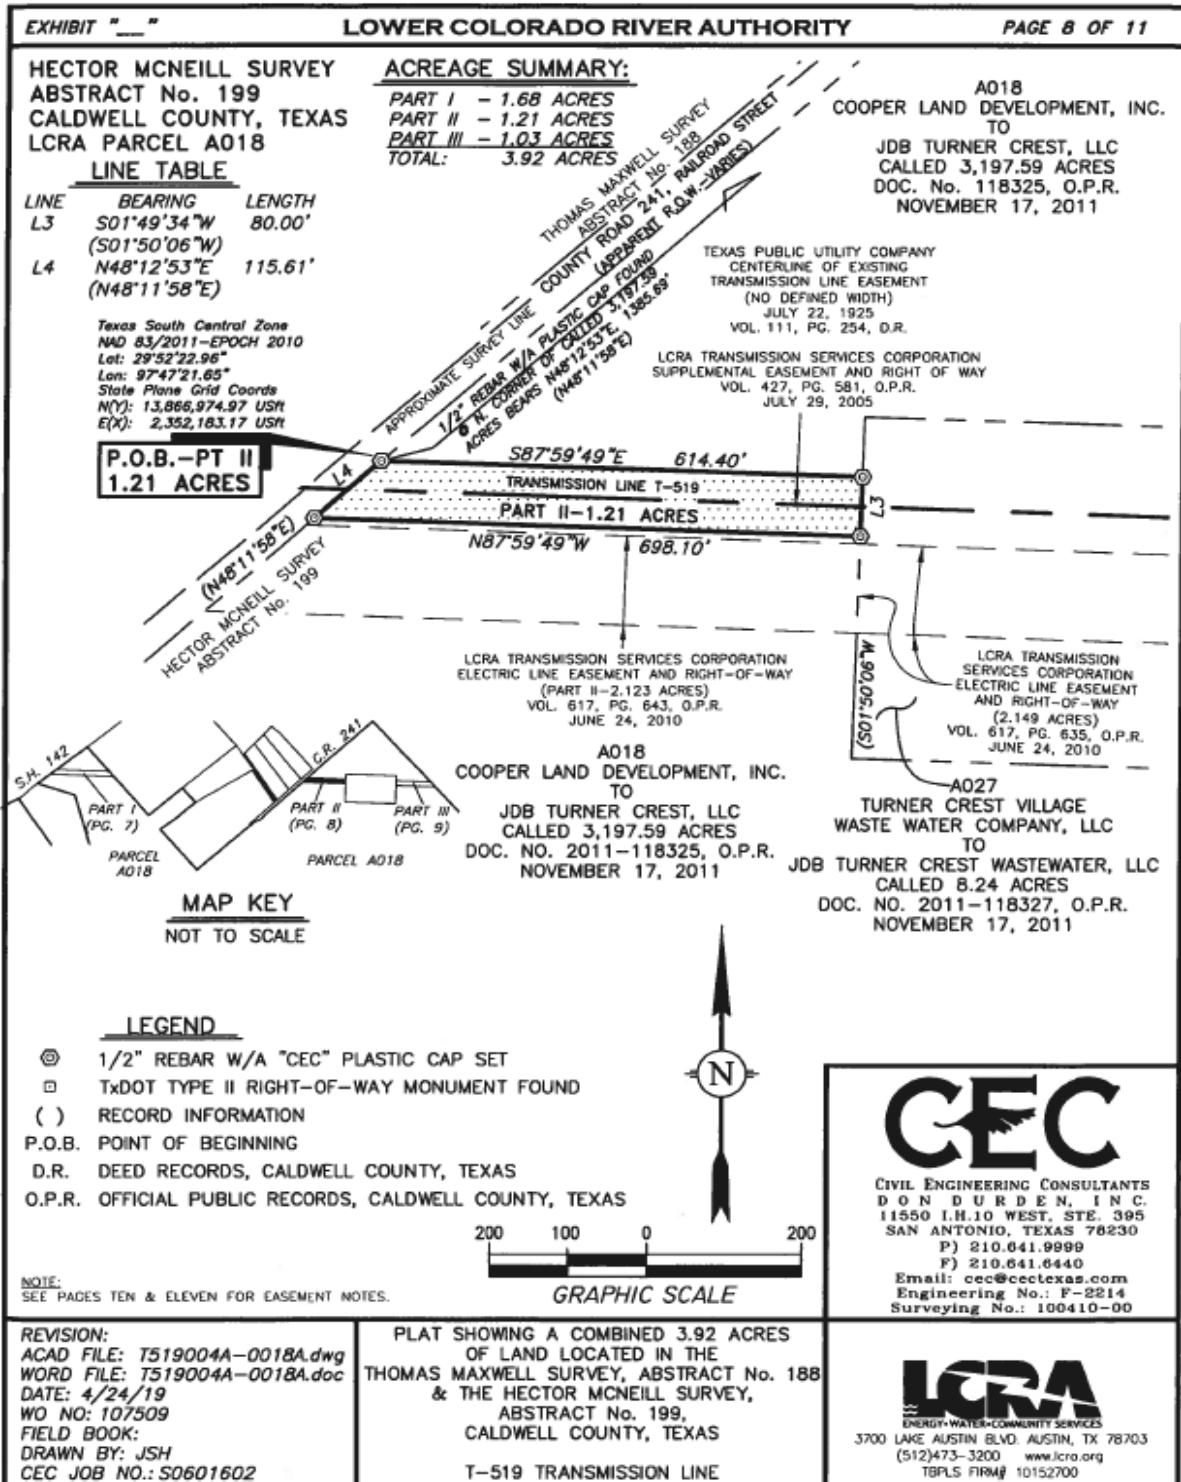 EXHIBIT "__"
LOWER COLORADO RIVER AUTHORITY
PAGE 8 OF 11
HECTOR MCNEILL SURVEY
ABSTRACT No. 199
CALDWELL COUNTY, TEXAS
LCRA PARCEL A018
ACREAGE SUMMARY:
PART I – 1.68 ACRES
PART II – 1.21 ACRES
PART III – 1.03 ACRES
TOTAL: 3.92 ACRES
LINE TABLE
LINE BEARING LENGTH
L3 S01°49'34"W 80.00'
(S01°50'06"W)
L4 N48°12'53"E 115.61'
(N48°11'58"E)
Texas South Central Zone
NAD 83/2011–EPOCH 2010
Lat: 29°52'22.96"
Lon: 97°47'21.65"
State Plane Grid Coords
N(Y): 13,866,974.97 USft
E(X): 2,352,183.17 USft
P.O.B.–PT II
1.21 ACRES
THOMAS MAXWELL SURVEY
ABSTRACT No. 188
COUNTY ROAD 241, RAILROAD STREET
(APPARENT R.O.W.–VARIES)
APPROXIMATE SURVEY LINE
1/2" REBAR W/A PLASTIC CAP FOUND
@ N. CORNER OF CALLED 3,197.59
ACRES BEARS N48°12'53"E, 1385.69'
(N48°11'58"E)
A018
COOPER LAND DEVELOPMENT, INC.
TO
JDB TURNER CREST, LLC
CALLED 3,197.59 ACRES
DOC. No. 118325, O.P.R.
NOVEMBER 17, 2011
TEXAS PUBLIC UTILITY COMPANY
CENTERLINE OF EXISTING
TRANSMISSION LINE EASEMENT
(NO DEFINED WIDTH)
JULY 22, 1925
VOL. 111, PG. 254, D.R.
LCRA TRANSMISSION SERVICES CORPORATION
SUPPLEMENTAL EASEMENT AND RIGHT OF WAY
VOL. 427, PG. 581, O.P.R.
JULY 29, 2005
S87°59'49"E 614.40'
L4
TRANSMISSION LINE T–519
L3
PART II–1.21 ACRES
N87°59'49"W 698.10'
(N48°11'58"E)
HECTOR MCNEILL SURVEY
ABSTRACT No. 199
LCRA TRANSMISSION SERVICES CORPORATION
ELECTRIC LINE EASEMENT AND RIGHT–OF–WAY
(PART II–2.123 ACRES)
VOL. 617, PG. 643, O.P.R.
JUNE 24, 2010
(S01°50'06"W
LCRA TRANSMISSION
SERVICES CORPORATION
ELECTRIC LINE EASEMENT
AND RIGHT–OF–WAY
(2.149 ACRES)
VOL. 617, PG. 635, O.P.R.
JUNE 24, 2010
A018
COOPER LAND DEVELOPMENT, INC.
TO
JDB TURNER CREST, LLC
CALLED 3,197.59 ACRES
DOC. NO. 2011–118325, O.P.R.
NOVEMBER 17, 2011
A027
TURNER CREST VILLAGE
WASTE WATER COMPANY, LLC
TO
JDB TURNER CREST WASTEWATER, LLC
CALLED 8.24 ACRES
DOC. NO. 2011–118327, O.P.R.
NOVEMBER 17, 2011
S.H. 142
C.R. 241
PART I
(PG. 7)
PART II
(PG. 8)
PART III
(PG. 9)
PARCEL
A018
PARCEL A018
MAP KEY
NOT TO SCALE
LEGEND
1/2" REBAR W/A "CEC" PLASTIC CAP SET
TxDOT TYPE II RIGHT–OF–WAY MONUMENT FOUND
( ) RECORD INFORMATION
P.O.B. POINT OF BEGINNING
D.R. DEED RECORDS, CALDWELL COUNTY, TEXAS
O.P.R. OFFICIAL PUBLIC RECORDS, CALDWELL COUNTY, TEXAS
N
200 100 0 200
GRAPHIC SCALE
NOTE:
SEE PAGES TEN & ELEVEN FOR EASEMENT NOTES.
CEC
CIVIL ENGINEERING CONSULTANTS
DON DURDEN, INC.
11550 I.H.10 WEST, STE. 395
SAN ANTONIO, TEXAS 78230
P) 210.641.9999
F) 210.641.6440
Email: cec@cectexas.com
Engineering No.: F–2214
Surveying No.: 100410–00
REVISION:
ACAD FILE: T519004A–0018A.dwg
WORD FILE: T519004A–0018A.doc
DATE: 4/24/19
WO NO: 107509
FIELD BOOK:
DRAWN BY: JSH
CEC JOB NO.: S0601602
PLAT SHOWING A COMBINED 3.92 ACRES
OF LAND LOCATED IN THE
THOMAS MAXWELL SURVEY, ABSTRACT No. 188
& THE HECTOR MCNEILL SURVEY,
ABSTRACT No. 199,
CALDWELL COUNTY, TEXAS
T–519 TRANSMISSION LINE
LCRA
ENERGY•WATER•COMMUNITY SERVICES
3700 LAKE AUSTIN BLVD. AUSTIN, TX 78703
(512)473–3200 www.lcra.org
TBPLS FIRM# 10152700